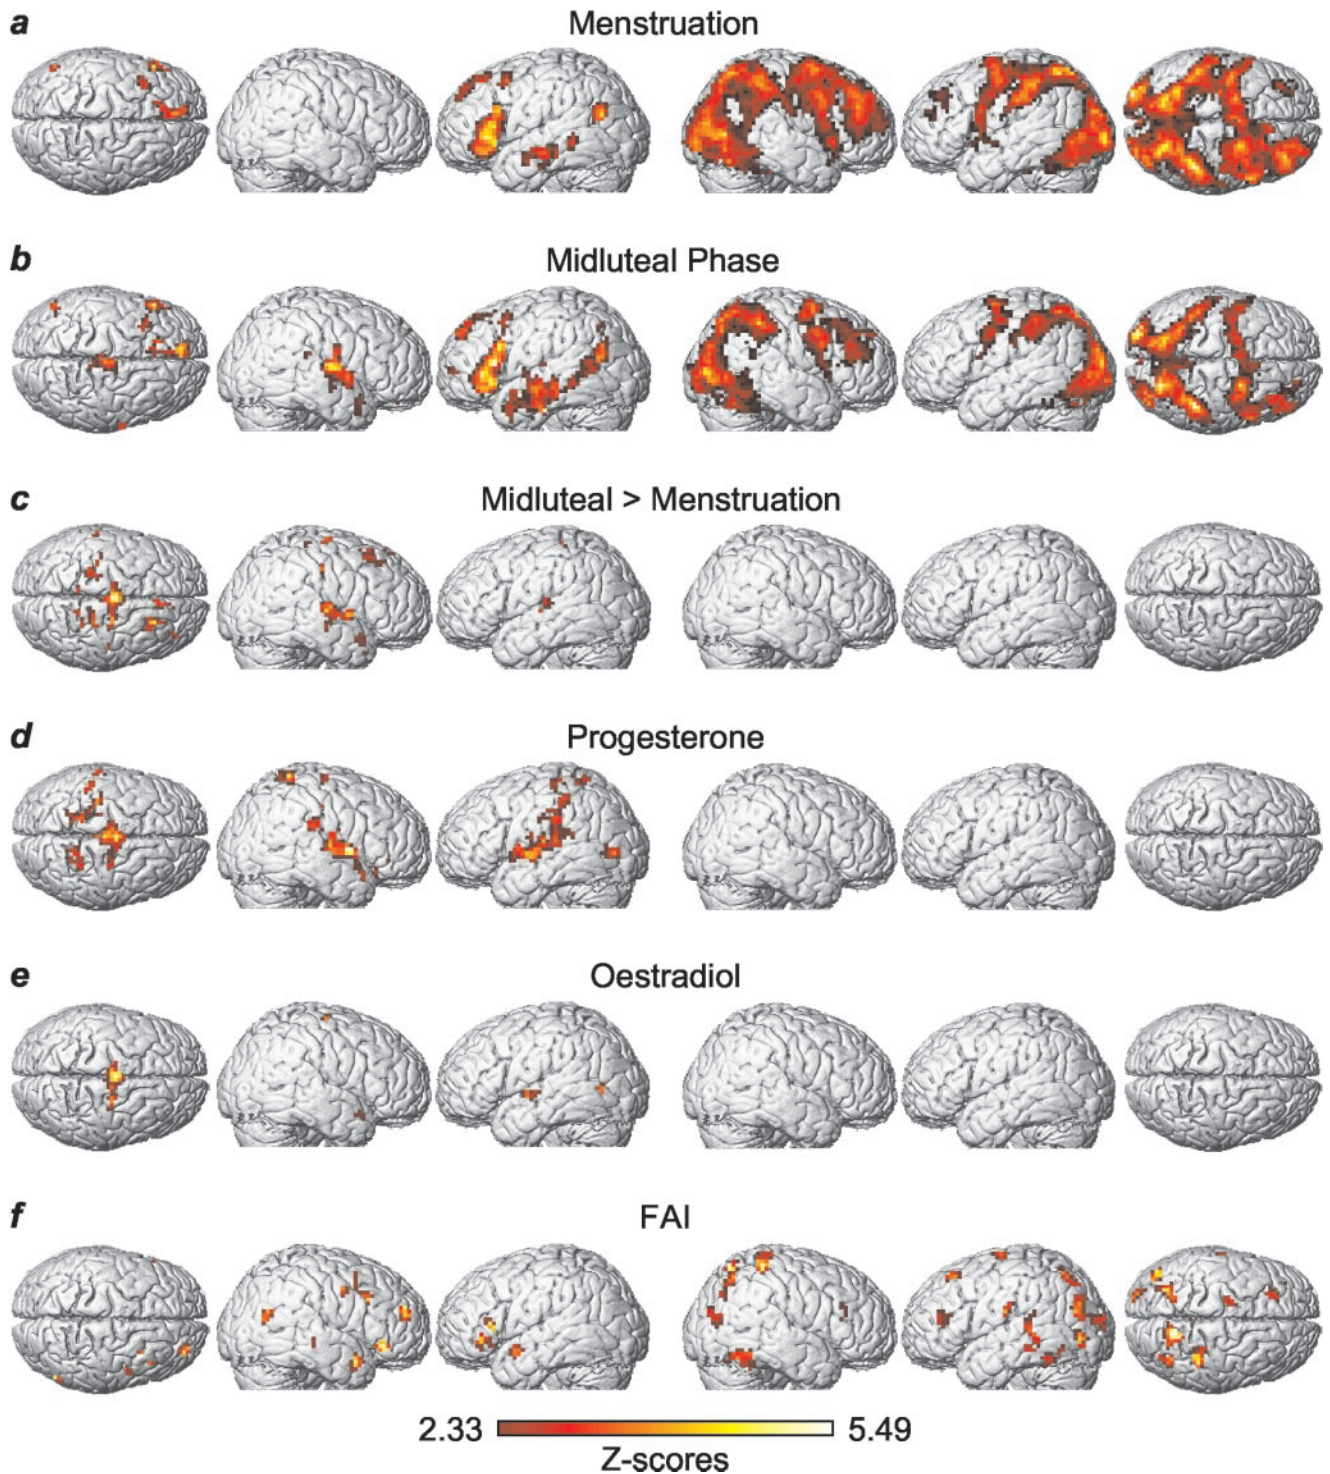 a
Menstruation
b
Midluteal Phase
c
Midluteal > Menstruation
d
Progesterone
e
Oestradiol
f
FAI
2.33 5.49
Z-scores